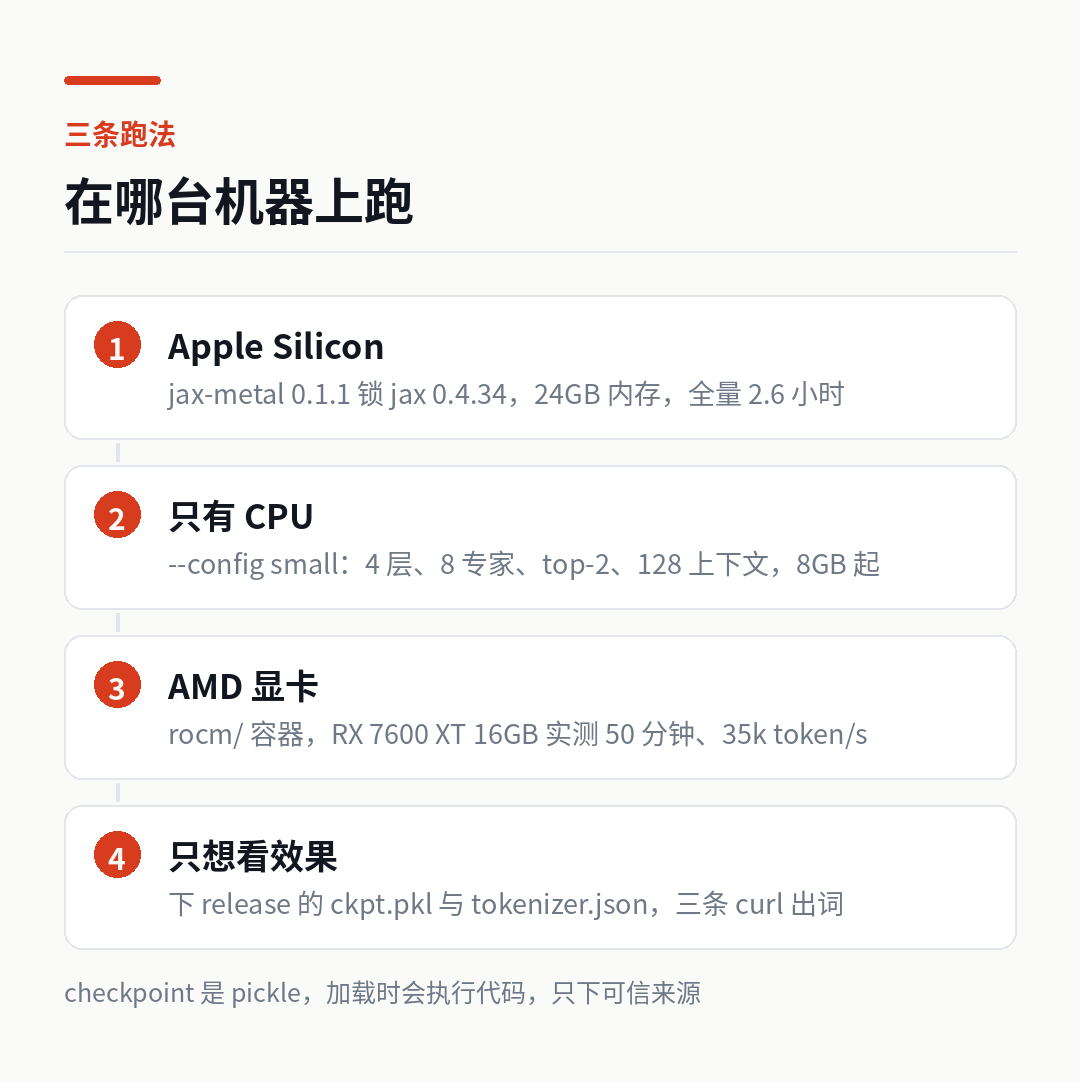 三条跑法
在哪台机器上跑
1 Apple Silicon
jax-metal 0.1.1 锁 jax 0.4.34，24GB 内存，全量 2.6 小时
2 只有 CPU
--config small：4 层、8 专家、top-2、128 上下文，8GB 起
3 AMD 显卡
rocm/ 容器，RX 7600 XT 16GB 实测 50 分钟、35k token/s
4 只想看效果
下 release 的 ckpt.pkl 与 tokenizer.json，三条 curl 出词
checkpoint 是 pickle，加载时会执行代码，只下可信来源